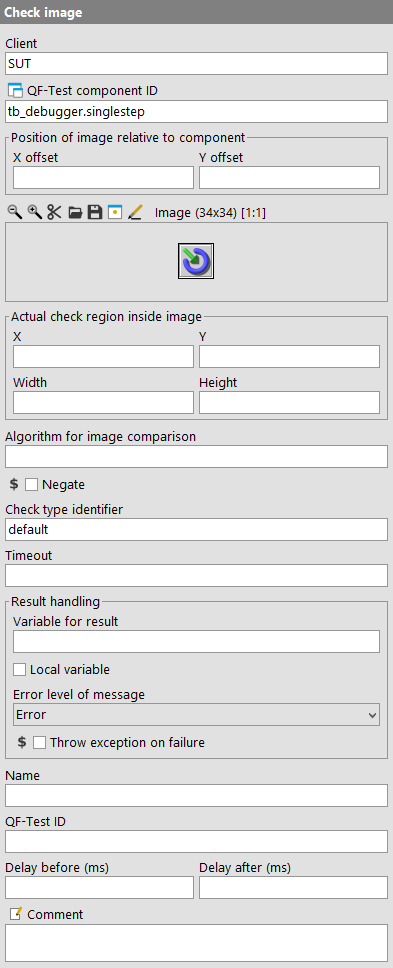 Check image
Client
SUT
QF-Test component ID
tb_debugger.singlestep
Position of image relative to component
X offset Y offset
Image (34x34) [1:1]
Actual check region inside image
X Y
Width Height
Algorithm for image comparison
$ Negate
Check type identifier
default
Timeout
Result handling
Variable for result
Local variable
Error level of message
Error
$ Throw exception on failure
Name
QF-Test ID
Delay before (ms) Delay after (ms)
Comment